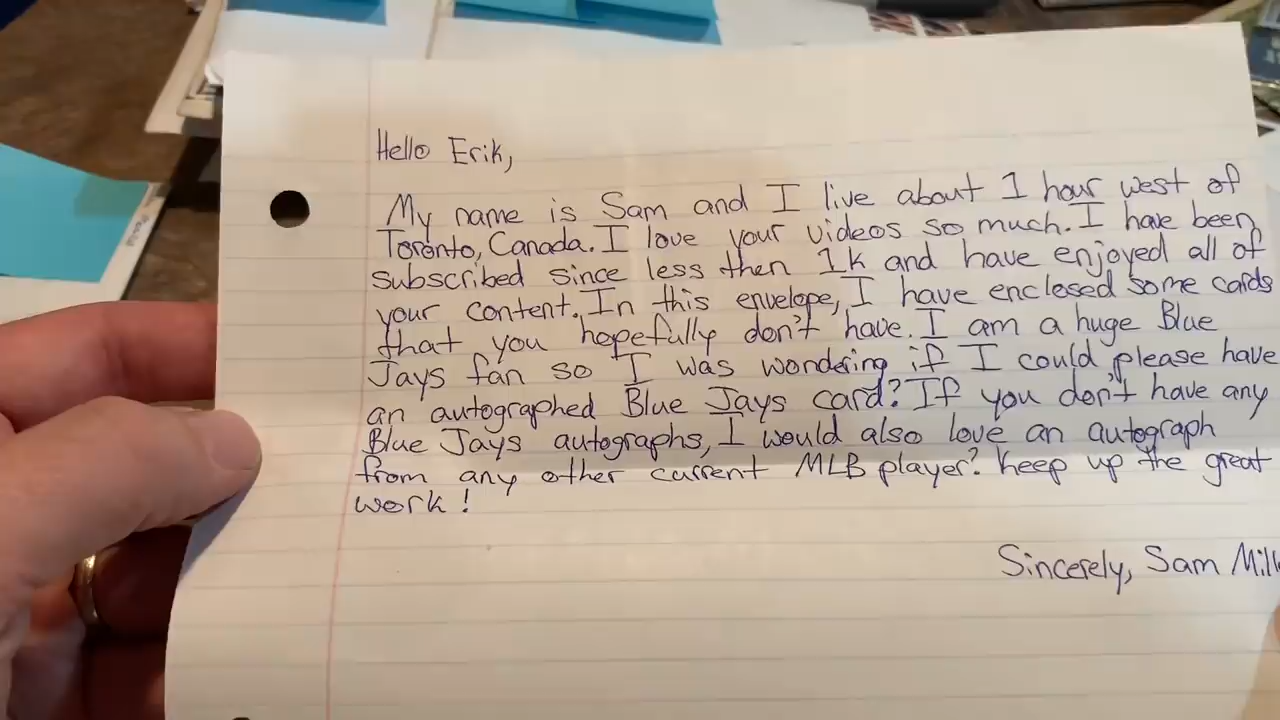 Hello Erik,
My name is Sam and I live about 1 hour west of
Toronto, Canada. I love your videos so much. I have been
subscribed since less then 1k and have enjoyed all of
your content. In this envelope, I have enclosed some cards
that you hopefully don't have. I am a huge Blue
Jays fan so I was wondering if I could please have
an autographed Blue Jays card? If you don't have any
Blue Jays autographs, I would also love an autograph
from any other current MLB player? Keep up the great
work!
Sincerely, Sam